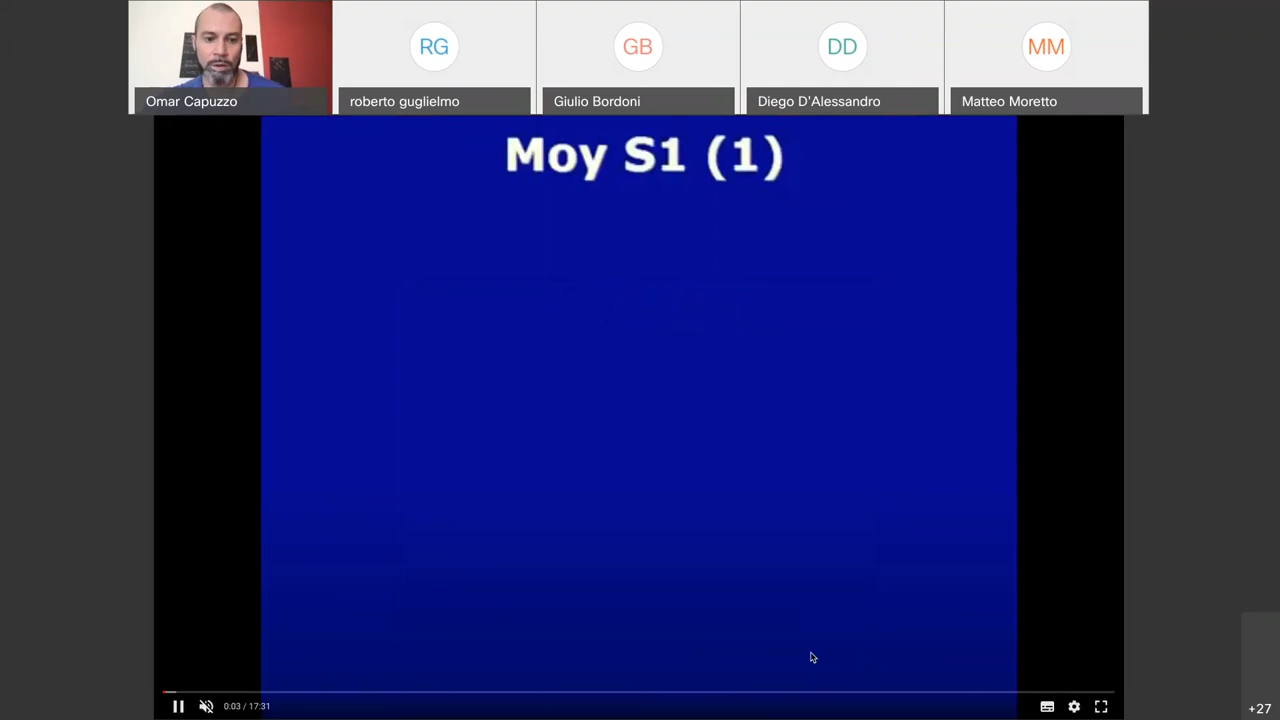 RG
GB
DD
MM
Omar Capuzzo
roberto guglielmo
Giulio Bordoni
Diego D'Alessandro
Matteo Moretto
Moy S1 (1)
0:03 / 17:31
+27